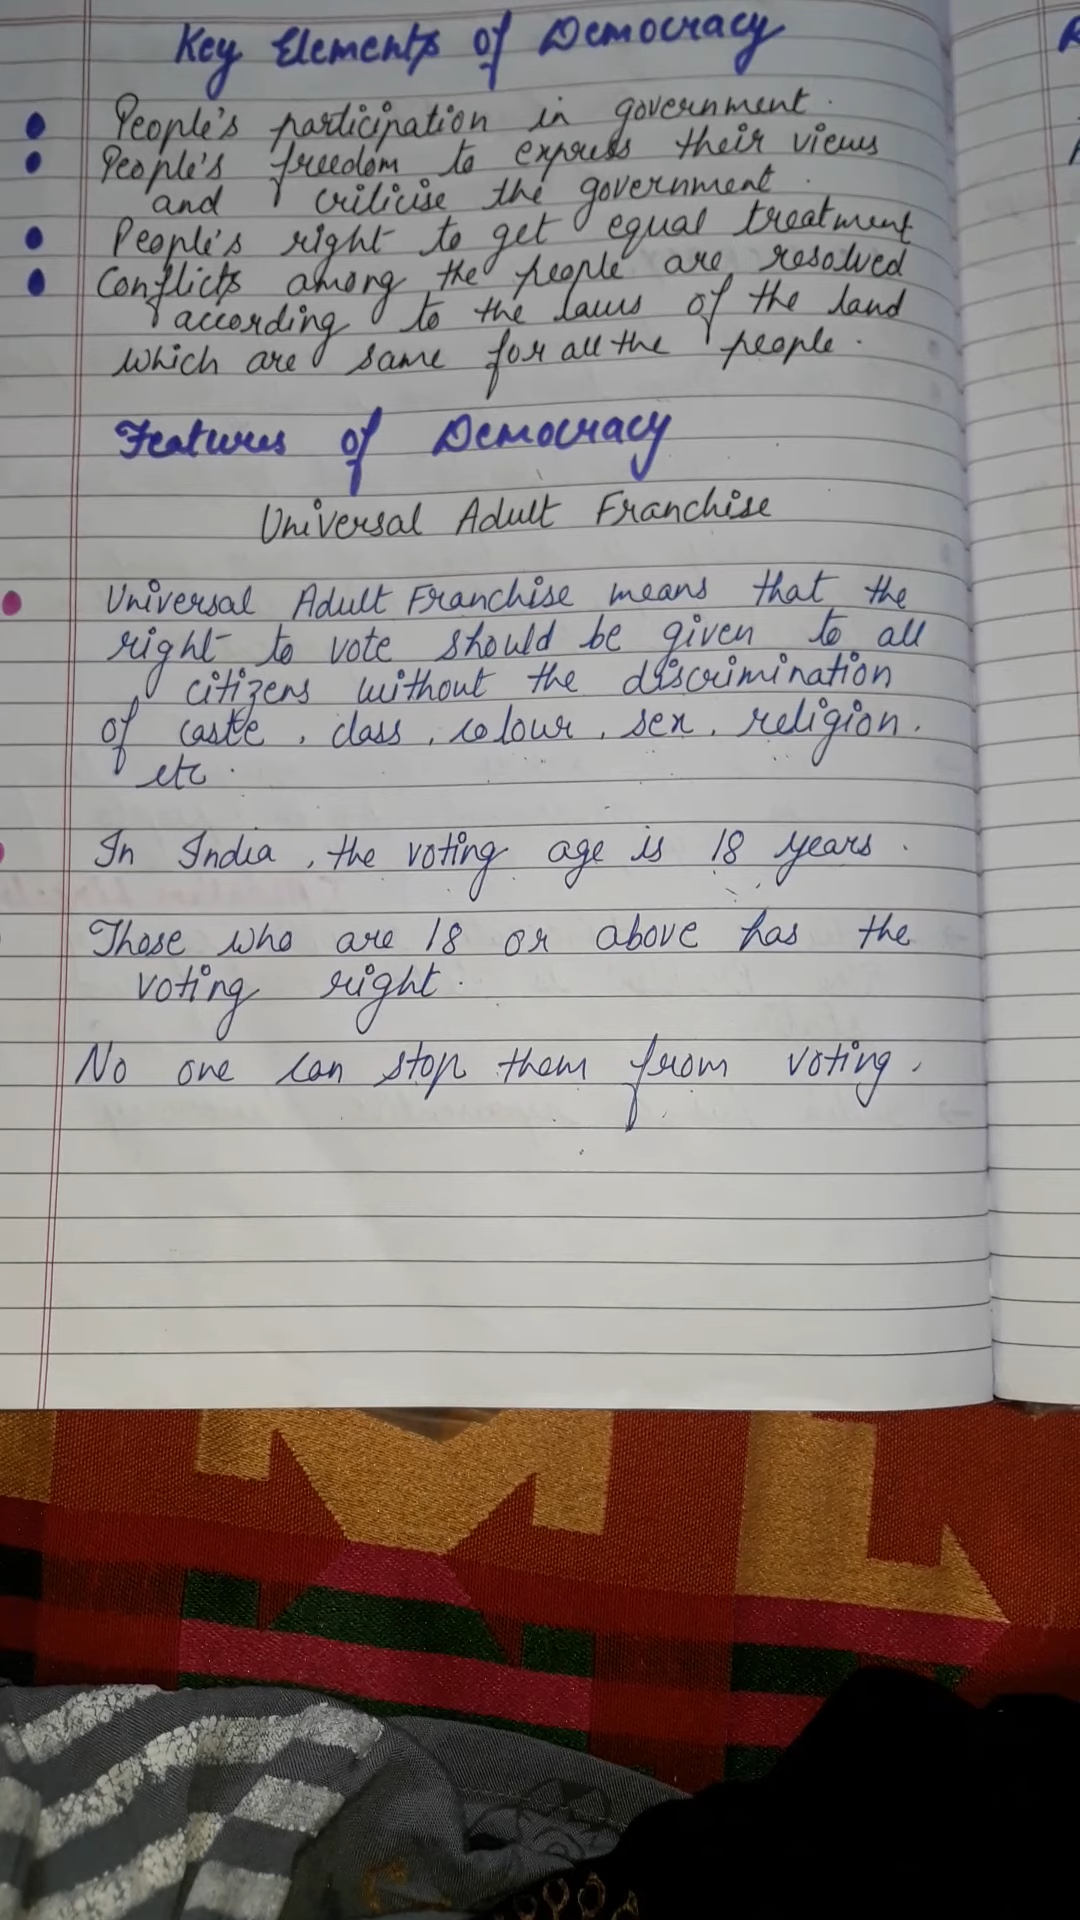 Key Elements of Democracy
People's participation in government.
People's freedom to express their views
and criticise the government.
People's right to get equal treatment
Conflicts among the people are resolved
according to the laws of the land
which are same for all the people.
Features of Democracy
Universal Adult Franchise
Universal Adult Franchise means that the
right to vote should be given to all
citizens without the discrimination
of caste, class, colour, sex, religion.
etc.
In India, the voting age is 18 years.
Those who are 18 or above has the
voting right.
No one can stop them from voting.